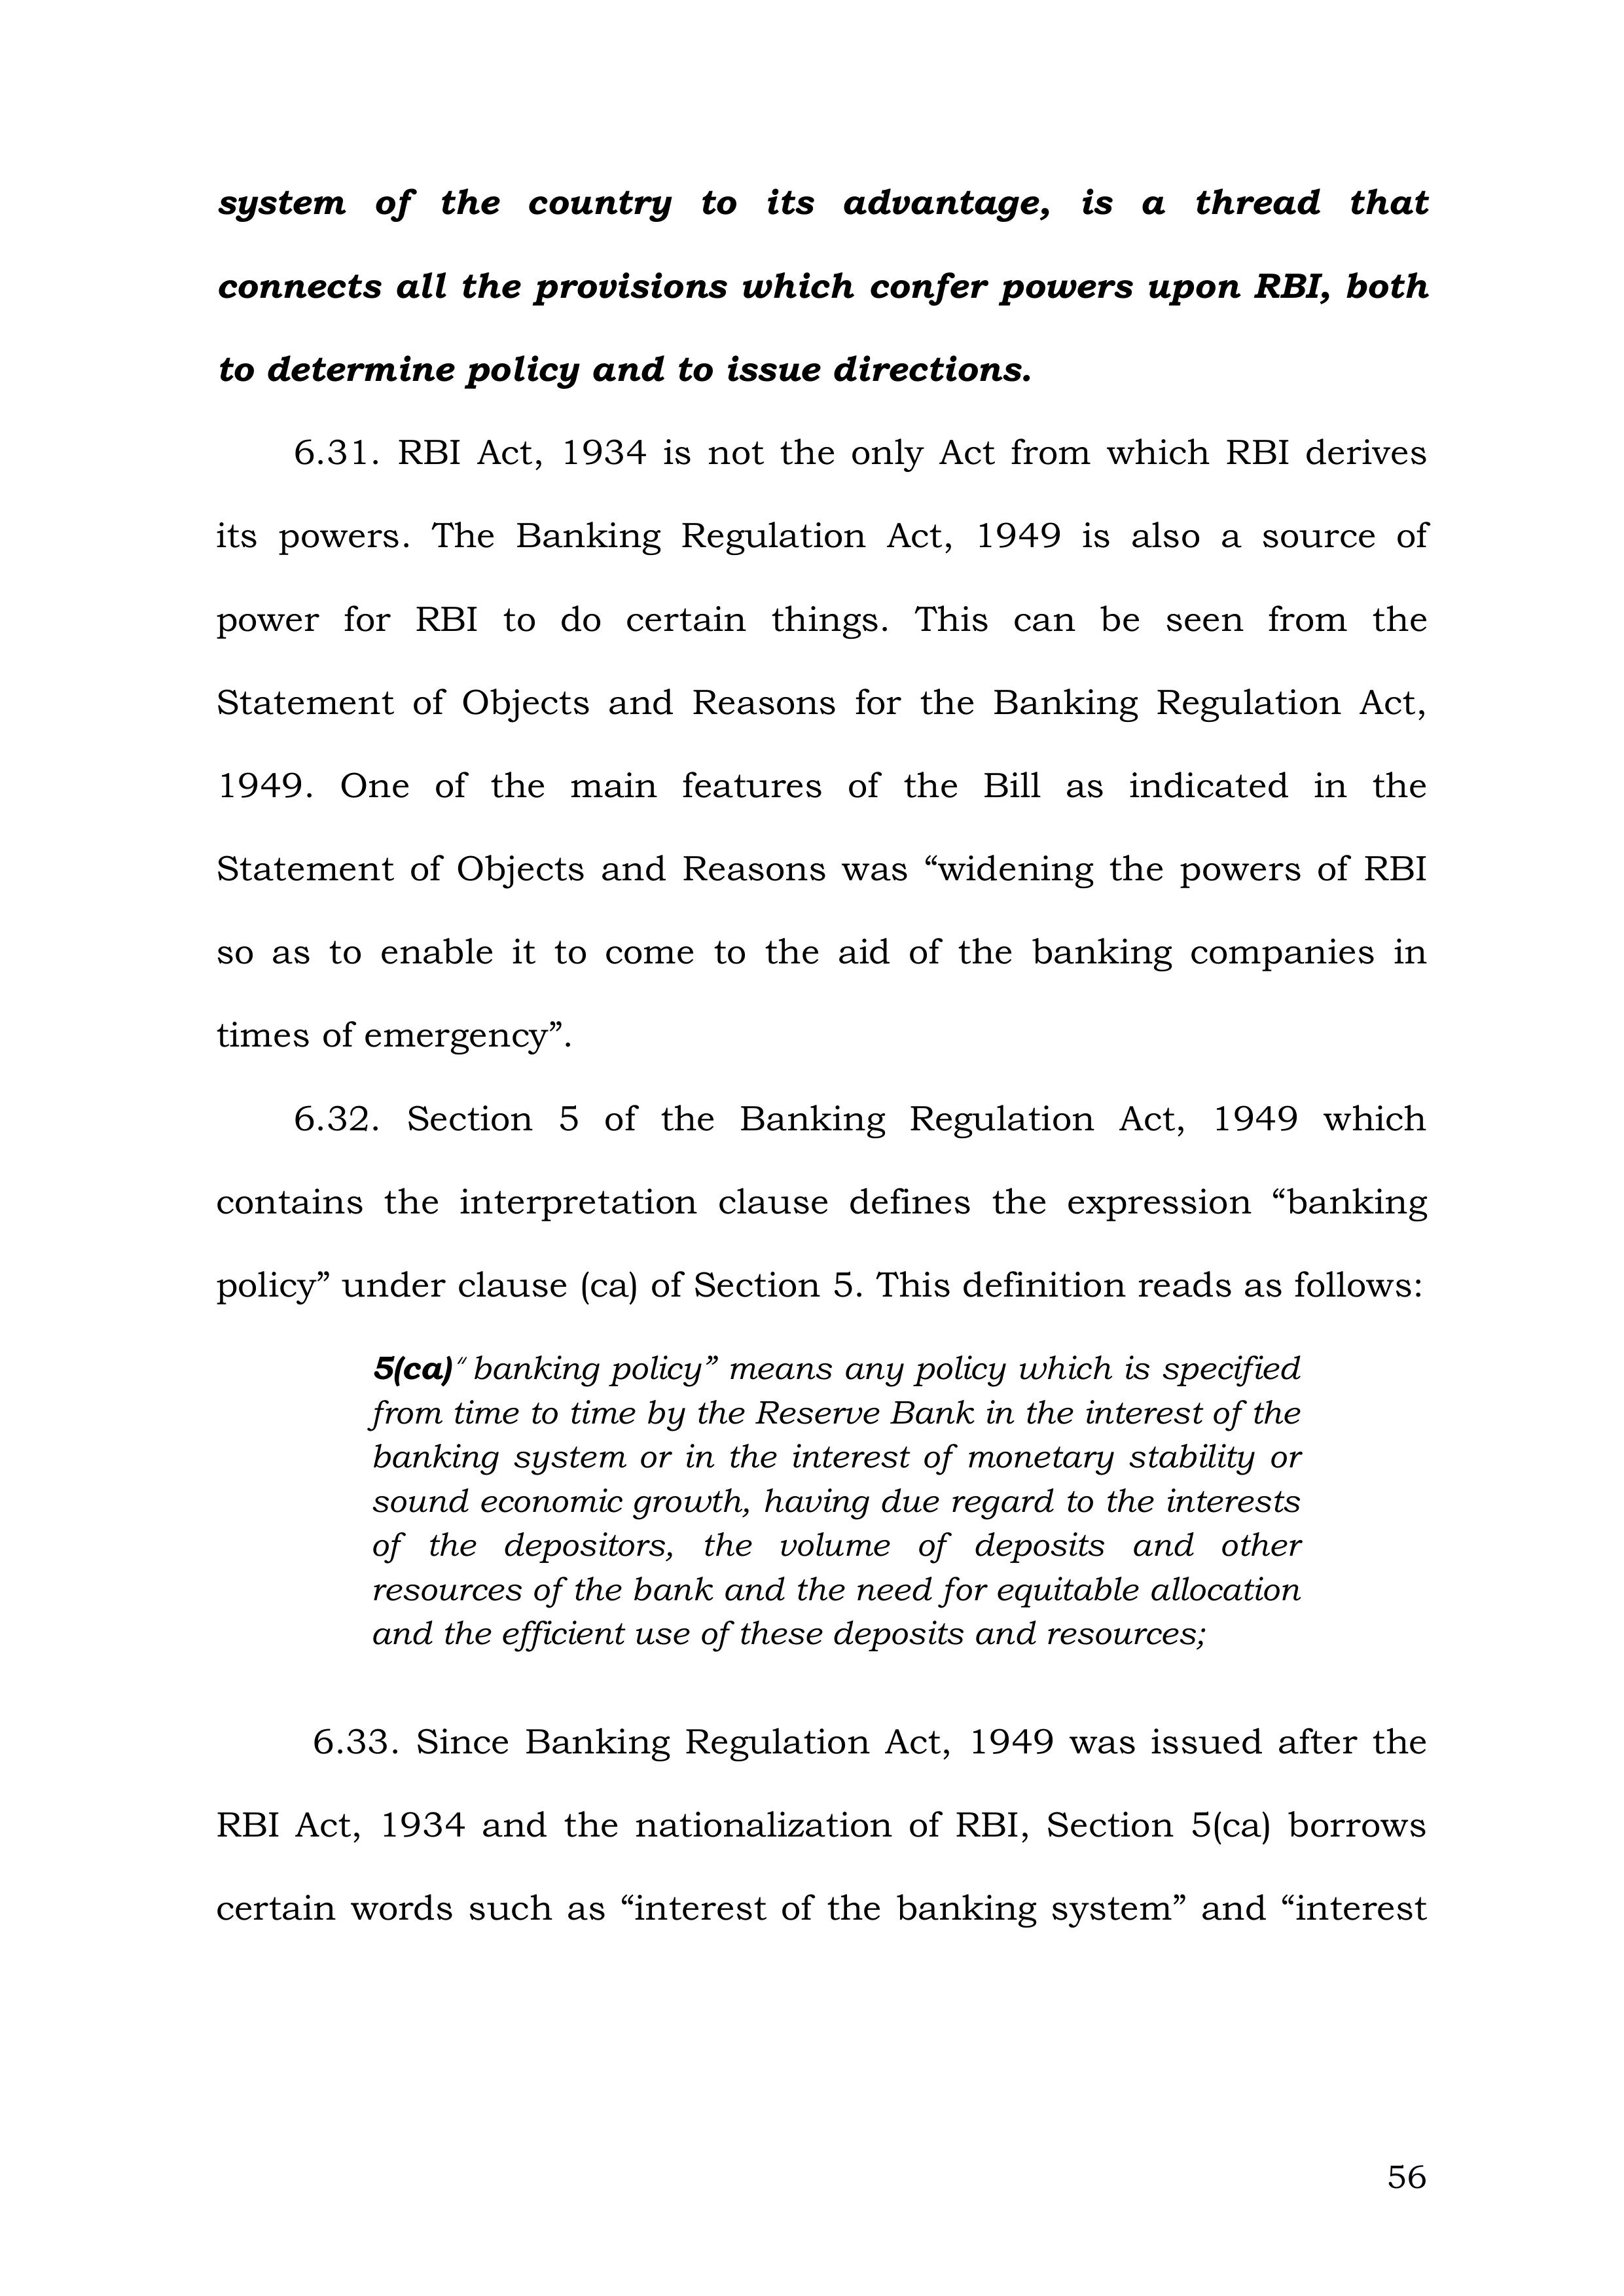 system of the country to its advantage, is a thread that
connects all the provisions which confer powers upon RBI, both
to determine policy and to issue directions.
6.31. RBI Act, 1934 is not the only Act from which RBI derives
its powers. The Banking Regulation Act, 1949 is also a source of
power for RBI to do certain things. This can be seen from the
Statement of Objects and Reasons for the Banking Regulation Act,
1949. One of the main features of the Bill as indicated in the
Statement of Objects and Reasons was “widening the powers of RBI
so as to enable it to come to the aid of the banking companies in
times of emergency”.
6.32. Section 5 of the Banking Regulation Act, 1949 which
contains the interpretation clause defines the expression “banking
policy” under clause (ca) of Section 5. This definition reads as follows:
5(ca)“ banking policy” means any policy which is specified
from time to time by the Reserve Bank in the interest of the
banking system or in the interest of monetary stability or
sound economic growth, having due regard to the interests
of the depositors, the volume of deposits and other
resources of the bank and the need for equitable allocation
and the efficient use of these deposits and resources;
6.33. Since Banking Regulation Act, 1949 was issued after the
RBI Act, 1934 and the nationalization of RBI, Section 5(ca) borrows
certain words such as “interest of the banking system” and “interest
56